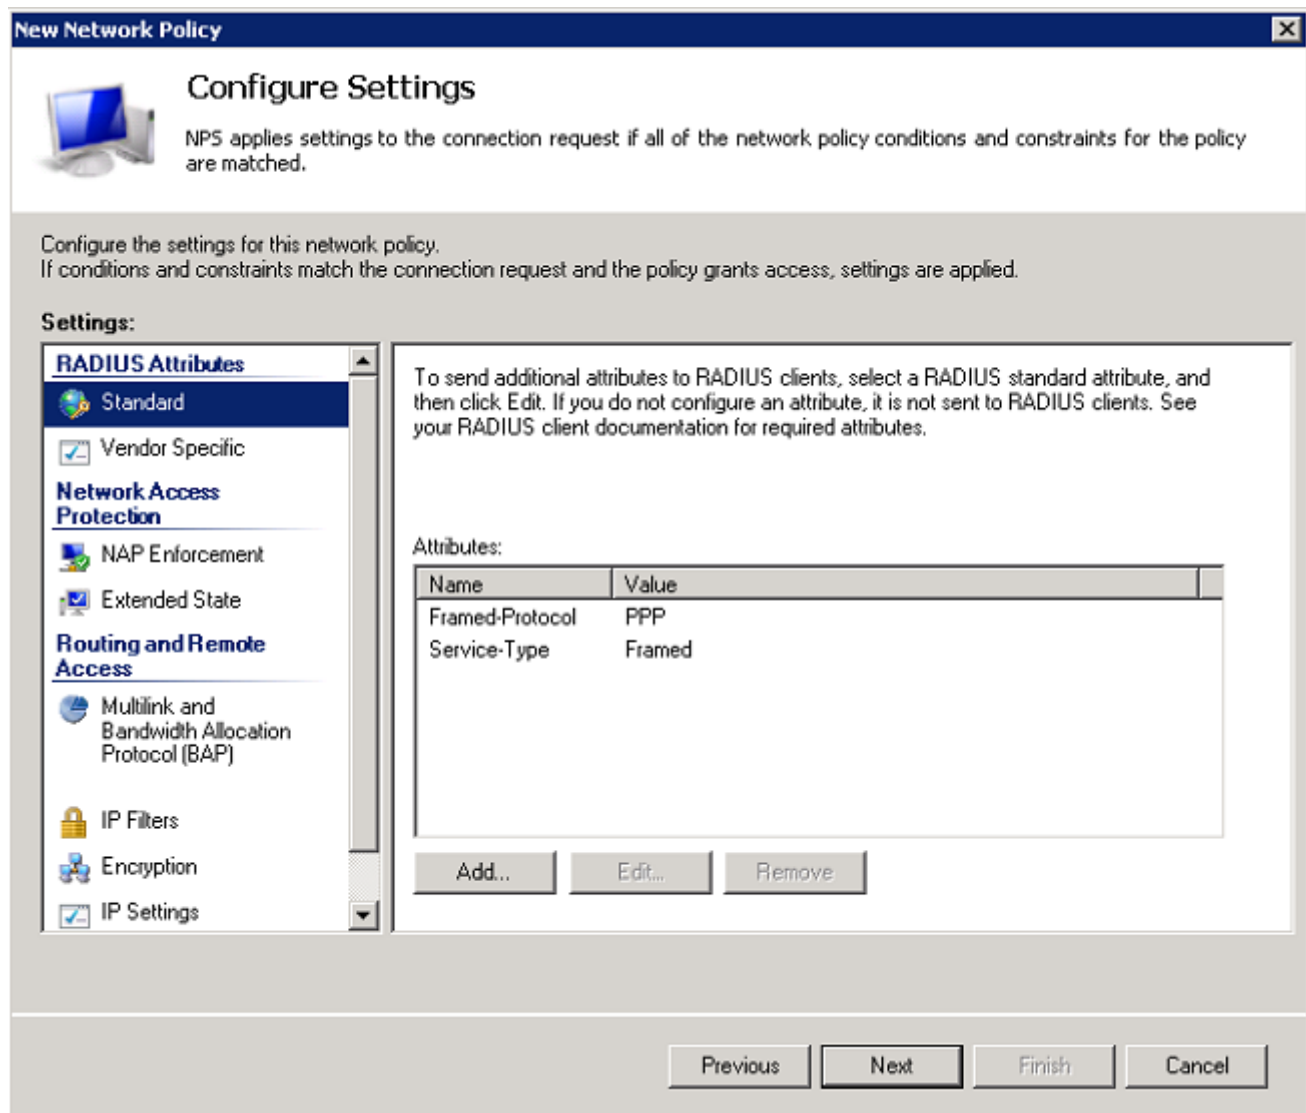 New Network Policy
Configure Settings
NPS applies settings to the connection request if all of the network policy conditions and constraints for the policy
are matched.
Configure the settings for this network policy.
If conditions and constraints match the connection request and the policy grants access, settings are applied.
Settings:
RADIUS Attributes
Standard
Vendor Specific
Network Access
Protection
NAP Enforcement
Extended State
Routing and Remote
Access
Multilink and
Bandwidth Allocation
Protocol (BAP)
IP Filters
Encryption
IP Settings
To send additional attributes to RADIUS clients, select a RADIUS standard attribute, and
then click Edit. If you do not configure an attribute, it is not sent to RADIUS clients. See
your RADIUS client documentation for required attributes.
Attributes:
Name Value
Framed-Protocol PPP
Service-Type Framed
Add... Edit... Remove
Previous Next Finish Cancel